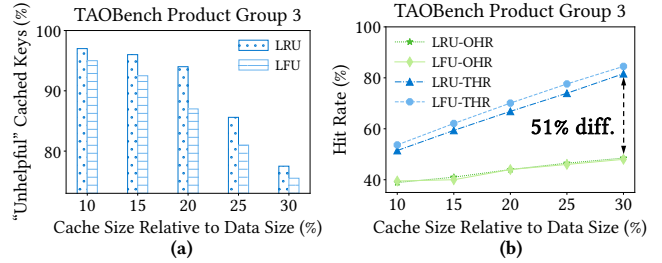 TAOBench Product Group 3
"Unhelpful" Cached Keys (%)
100
90
80
LRU
LFU
10 15 20 25 30
Cache Size Relative to Data Size (%)
(a)
TAOBench Product Group 3
Hit Rate (%)
100
80
60
40
LRU-OHR
LFU-OHR
LRU-THR
LFU-THR
51% diff.
10 15 20 25 30
Cache Size Relative to Data Size (%)
(b)